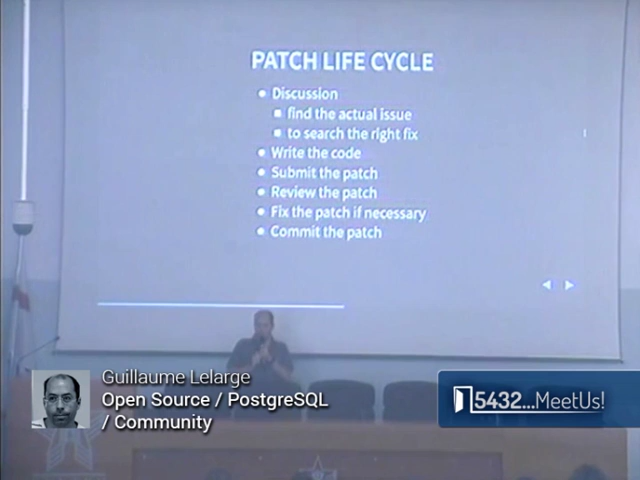 PATCH LIFE CYCLE
Discussion
find the actual issue
to search the right fix
Write the code
Submit the patch
Review the patch
Fix the patch if necessary
Commit the patch
Guillaume Lelarge
Open Source / PostgreSQL
/ Community
5432...MeetUs!